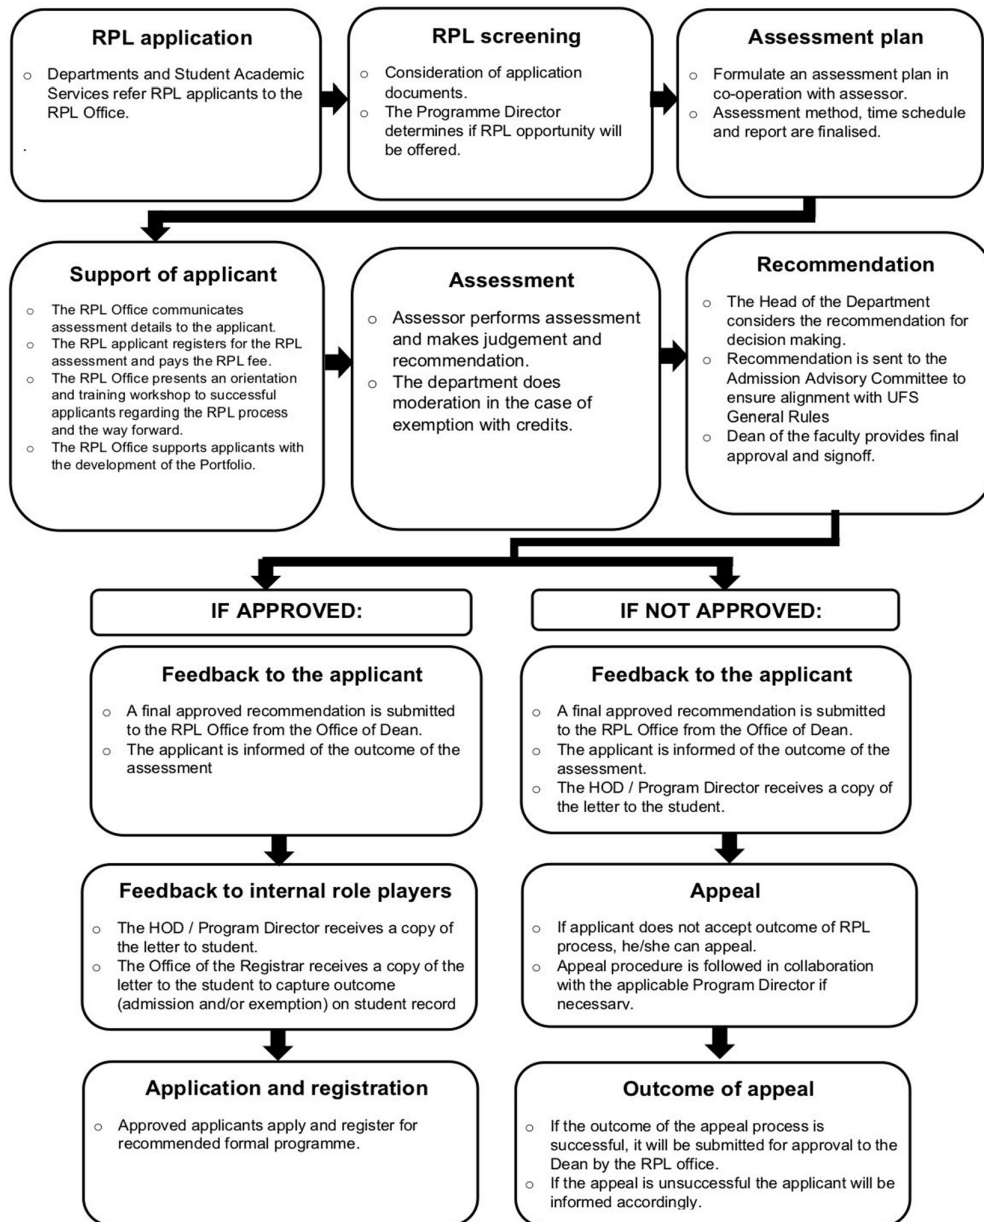 RPL application
o Departments and Student Academic
Services refer RPL applicants to the
RPL Office.
.
RPL screening
o Consideration of application
documents.
o The Programme Director
determines if RPL opportunity will
be offered.
Assessment plan
o Formulate an assessment plan in
co-operation with assessor.
o Assessment method, time schedule
and report are finalised.
Support of applicant
o The RPL Office communicates
assessment details to the applicant.
o The RPL applicant registers for the RPL
assessment and pays the RPL fee.
o The RPL Office presents an orientation
and training workshop to successful
applicants regarding the RPL process
and the way forward.
o The RPL Office supports applicants with
the development of the Portfolio.
Assessment
o Assessor performs assessment
and makes judgement and
recommendation.
o The department does
moderation in the case of
exemption with credits.
Recommendation
o The Head of the Department
considers the recommendation for
decision making.
o Recommendation is sent to the
Admission Advisory Committee to
ensure alignment with UFS
General Rules
o Dean of the faculty provides final
approval and signoff.
IF APPROVED:
Feedback to the applicant
o A final approved recommendation is submitted
to the RPL Office from the Office of Dean.
o The applicant is informed of the outcome of the
assessment
Feedback to internal role players
o The HOD / Program Director receives a copy of
the letter to student.
o The Office of the Registrar receives a copy of the
letter to the student to capture outcome
(admission and/or exemption) on student record
Application and registration
o Approved applicants apply and register for
recommended formal programme.
IF NOT APPROVED:
Feedback to the applicant
o A final approved recommendation is submitted
to the RPL Office from the Office of Dean.
o The applicant is informed of the outcome of the
assessment.
o The HOD / Program Director receives a copy of
the letter to the student.
Appeal
o If applicant does not accept outcome of RPL
process, he/she can appeal.
o Appeal procedure is followed in collaboration
with the applicable Program Director if
necessary.
Outcome of appeal
o If the outcome of the appeal process is
successful, it will be submitted for approval to the
Dean by the RPL office.
o If the appeal is unsuccessful the applicant will be
informed accordingly.